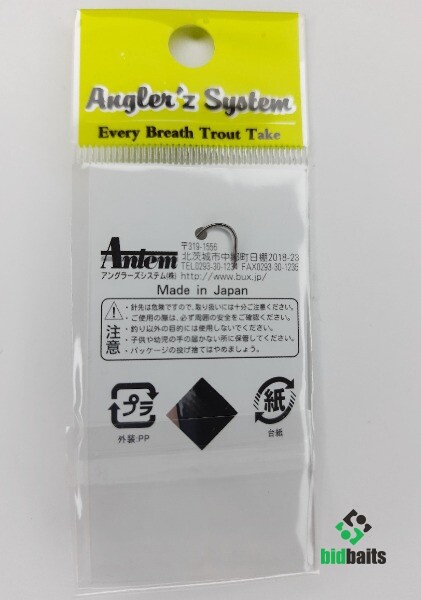 Angler'z System
Every Breath Trout Take
Antem
アングラーズシステム(株)
〒319-1556
北茨城市中郷町日棚2018-23
TEL0293-30-1234 FAX0293-30-1235
http://www.bux.jp/
Made in Japan
注意
・針先は危険ですので、取り扱いには十分ご注意ください。
・ご使用の際は、必ず周囲の安全をご確認ください。
・釣り以外の目的には使用しないでください。
・子供や幼児の手の届かない所に保管してください。
・パッケージの投げ捨てはやめましょう。
プラ
外装:PP
紙
台紙
bidbaits